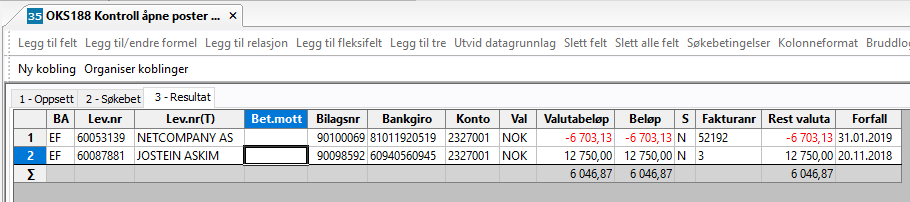 35 OKS188 Kontroll åpne poster ... ×
Legg til felt Legg til/endre formel Legg til relasjon Legg til fleksifelt Legg til tre Utvid datagrunnlag Slett felt Slett alle felt Søkebetingelser Kolonneformat Bruddlo
Ny kobling Organiser koblinger
1 - Oppsett 2 - Søkebet 3 - Resultat
BA Lev.nr Lev.nr(T) Bet.mott Bilagsnr Bankgiro Konto Val Valutabeløp Beløp S Fakturanr Rest valuta Forfall
1 EF 60053139 NETCOMPANY AS 90100069 81011920519 2327001 NOK -6 703,13 -6 703,13 N 52192 -6 703,13 31.01.2019
2 EF 60087881 JOSTEIN ASKIM 90098592 60940560945 2327001 NOK 12 750,00 12 750,00 N 3 12 750,00 20.11.2018
Σ 6 046,87 6 046,87 6 046,87